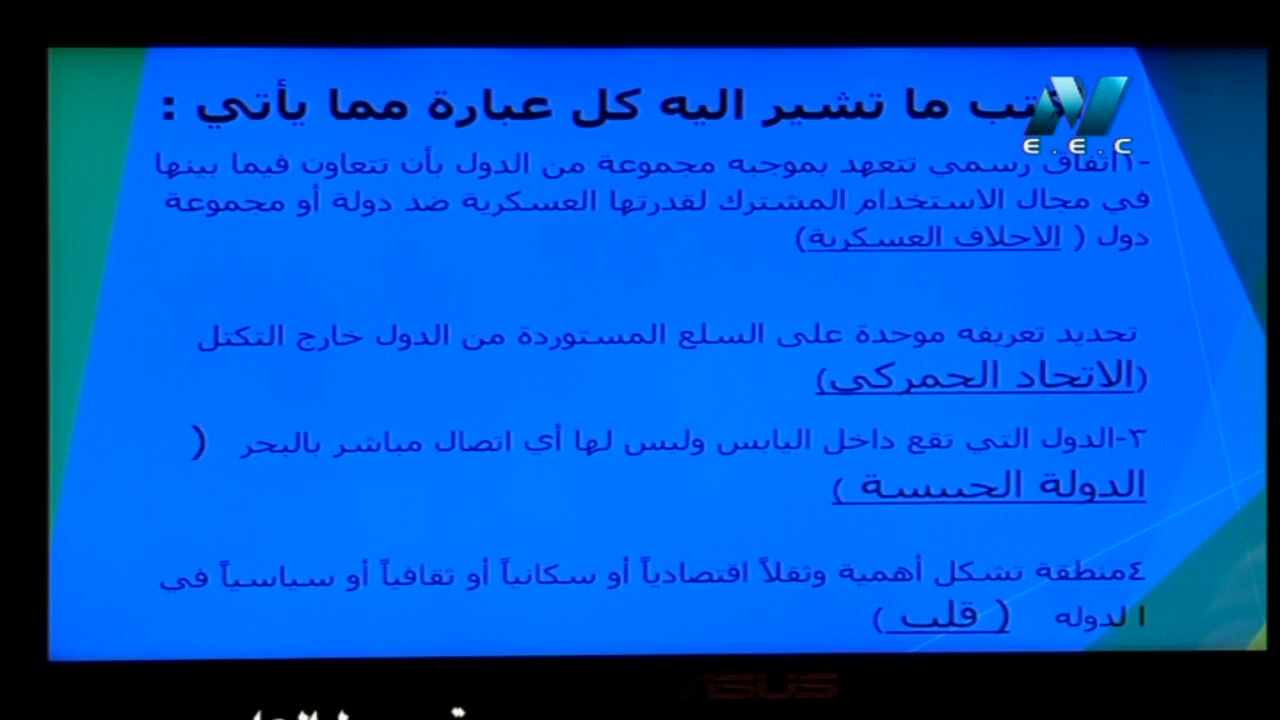 ما تشير اليه كل عبارة مما يأتي :
E.E.C
١-اتفاق رسمي تتعهد بموجبه مجموعة من الدول بأن تتعاون فيما بينها
في مجال الاستخدام المشترك لقدرتها العسكرية ضد دولة أو مجموعة
دول ( الاحلاف العسكرية)
تحديد تعريفه موحدة على السلع المستوردة من الدول خارج التكتل
(الاتحاد الجمركي)
٣-الدول التي تقع داخل اليابس وليس لها أي اتصال مباشر بالبحر (
الدولة الحبيسة )
٤منطقة تشكل أهمية وثقلاً اقتصادياً أو سكانياً أو ثقافياً أو سياسياً في
ا لدوله ( قلب )
ASUS